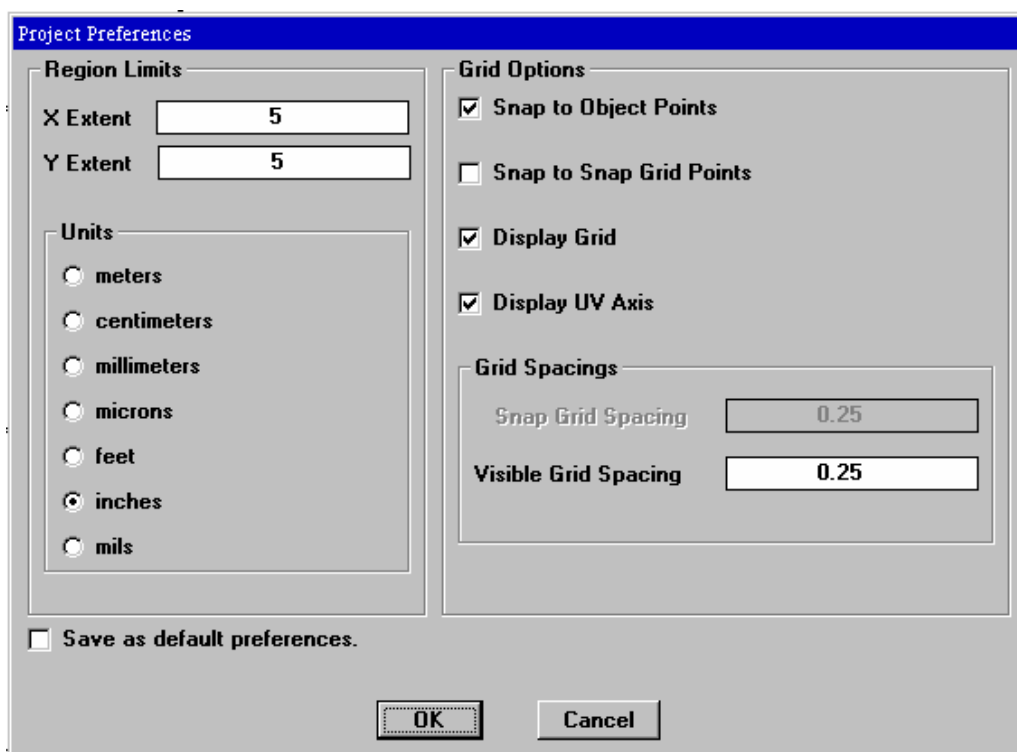 Project Preferences
Region Limits
X Extent 5
Y Extent 5
Units
meters
centimeters
millimeters
microns
feet
inches
mils
Grid Options
Snap to Object Points
Snap to Snap Grid Points
Display Grid
Display UV Axis
Grid Spacings
Snap Grid Spacing 0.25
Visible Grid Spacing 0.25
Save as default preferences.
OK Cancel